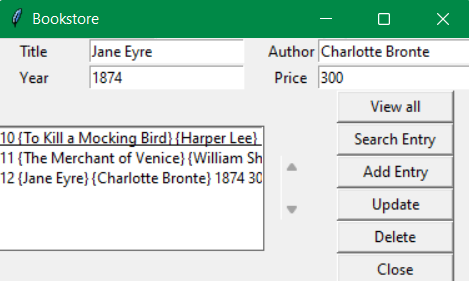 Bookstore
Title Jane Eyre Author Charlotte Bronte
Year 1874 Price 300
View all
10 {To Kill a Mocking Bird} {Harper Lee}
Search Entry
11 {The Merchant of Venice} {William Sh
Add Entry
12 {Jane Eyre} {Charlotte Bronte} 1874 30
Update
Delete
Close